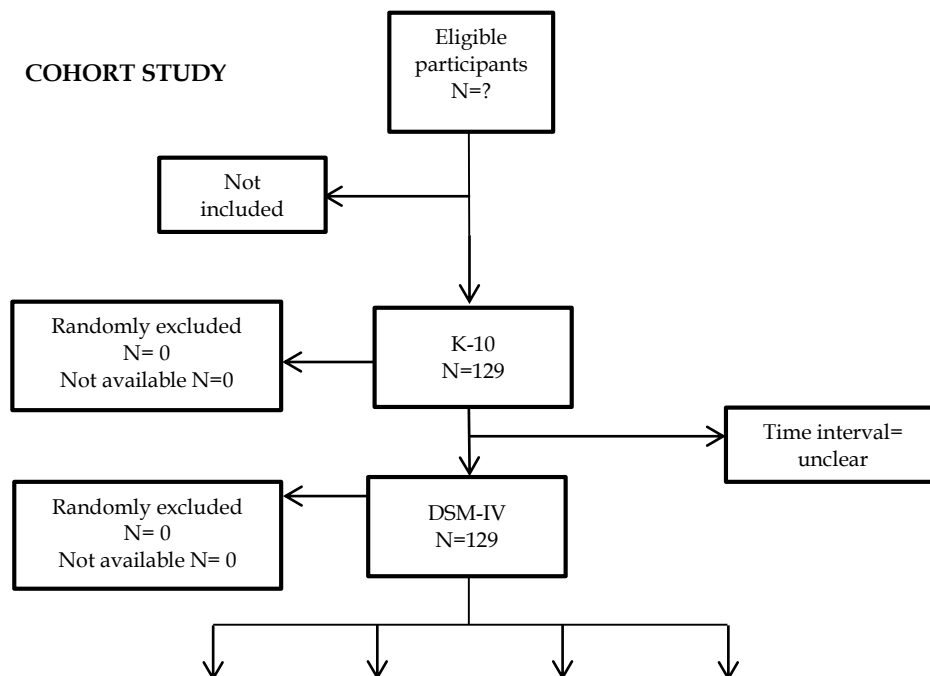 COHORT STUDY
Eligible
participants
N=?
Not
included
Randomly excluded
N= 0
Not available N=0
K-10
N=129
Time interval=
unclear
Randomly excluded
N= 0
Not available N= 0
DSM-IV
N=129